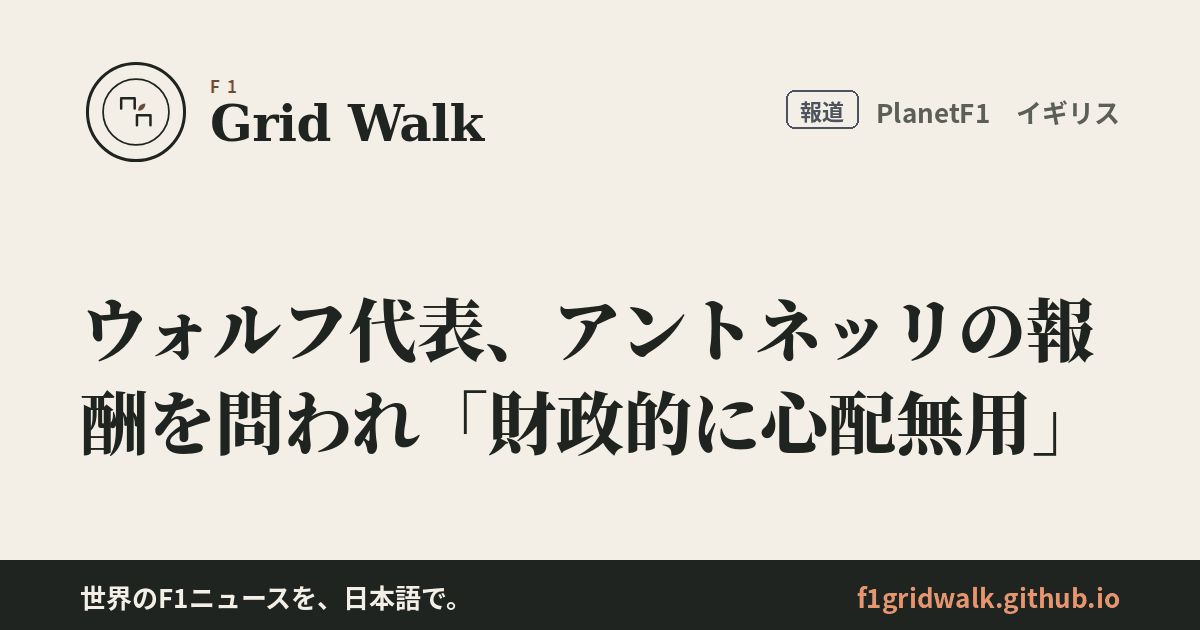 F1
Grid Walk
報道 PlanetF1 イギリス
ウォルフ代表、アントネッリの報
酬を問われ「財政的に心配無用」
世界のF1ニュースを、日本語で。
f1gridwalk.github.io